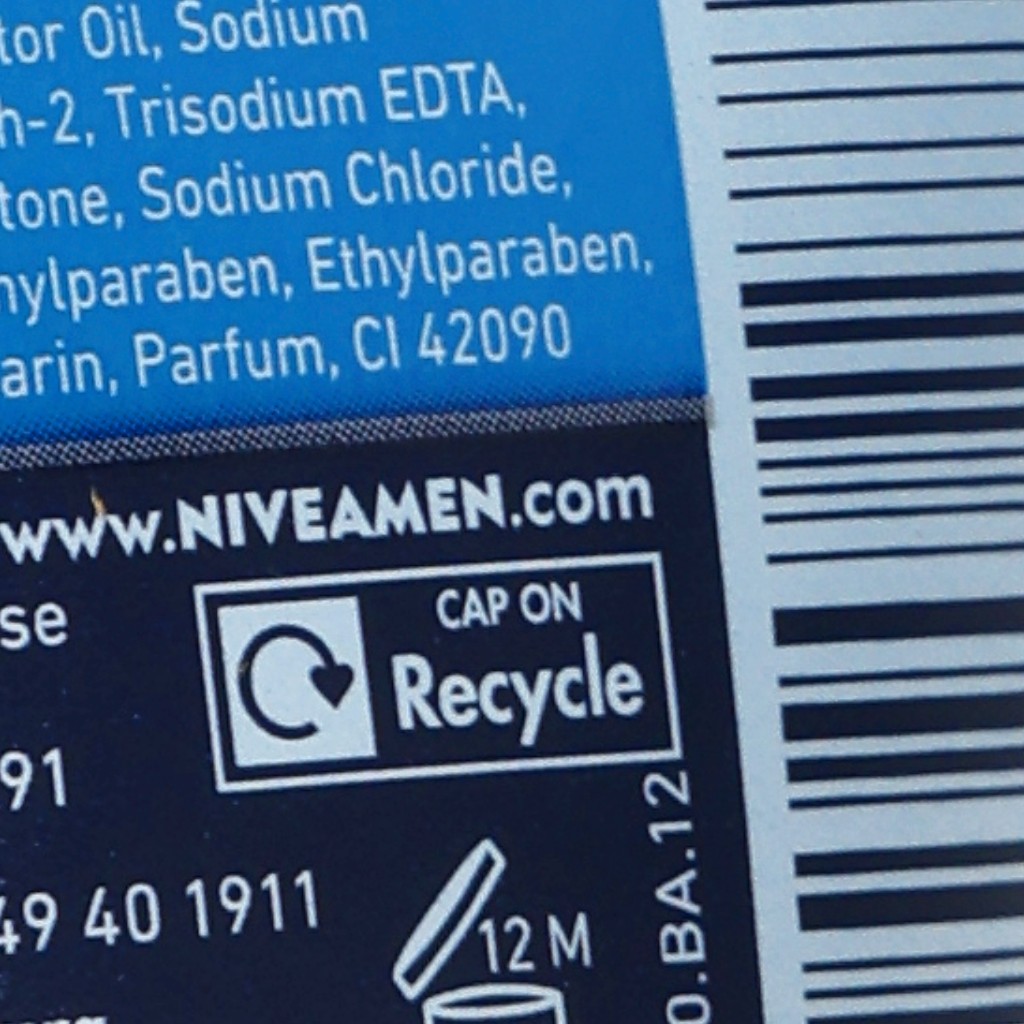 tor Oil, Sodium
h-2, Trisodium EDTA,
tone, Sodium Chloride,
hylparaben, Ethylparaben,
arin, Parfum, CI 42090
www.NIVEAMEN.com
se
CAP ON
Recycle
91
49 40 1911
12 M
0.BA.12